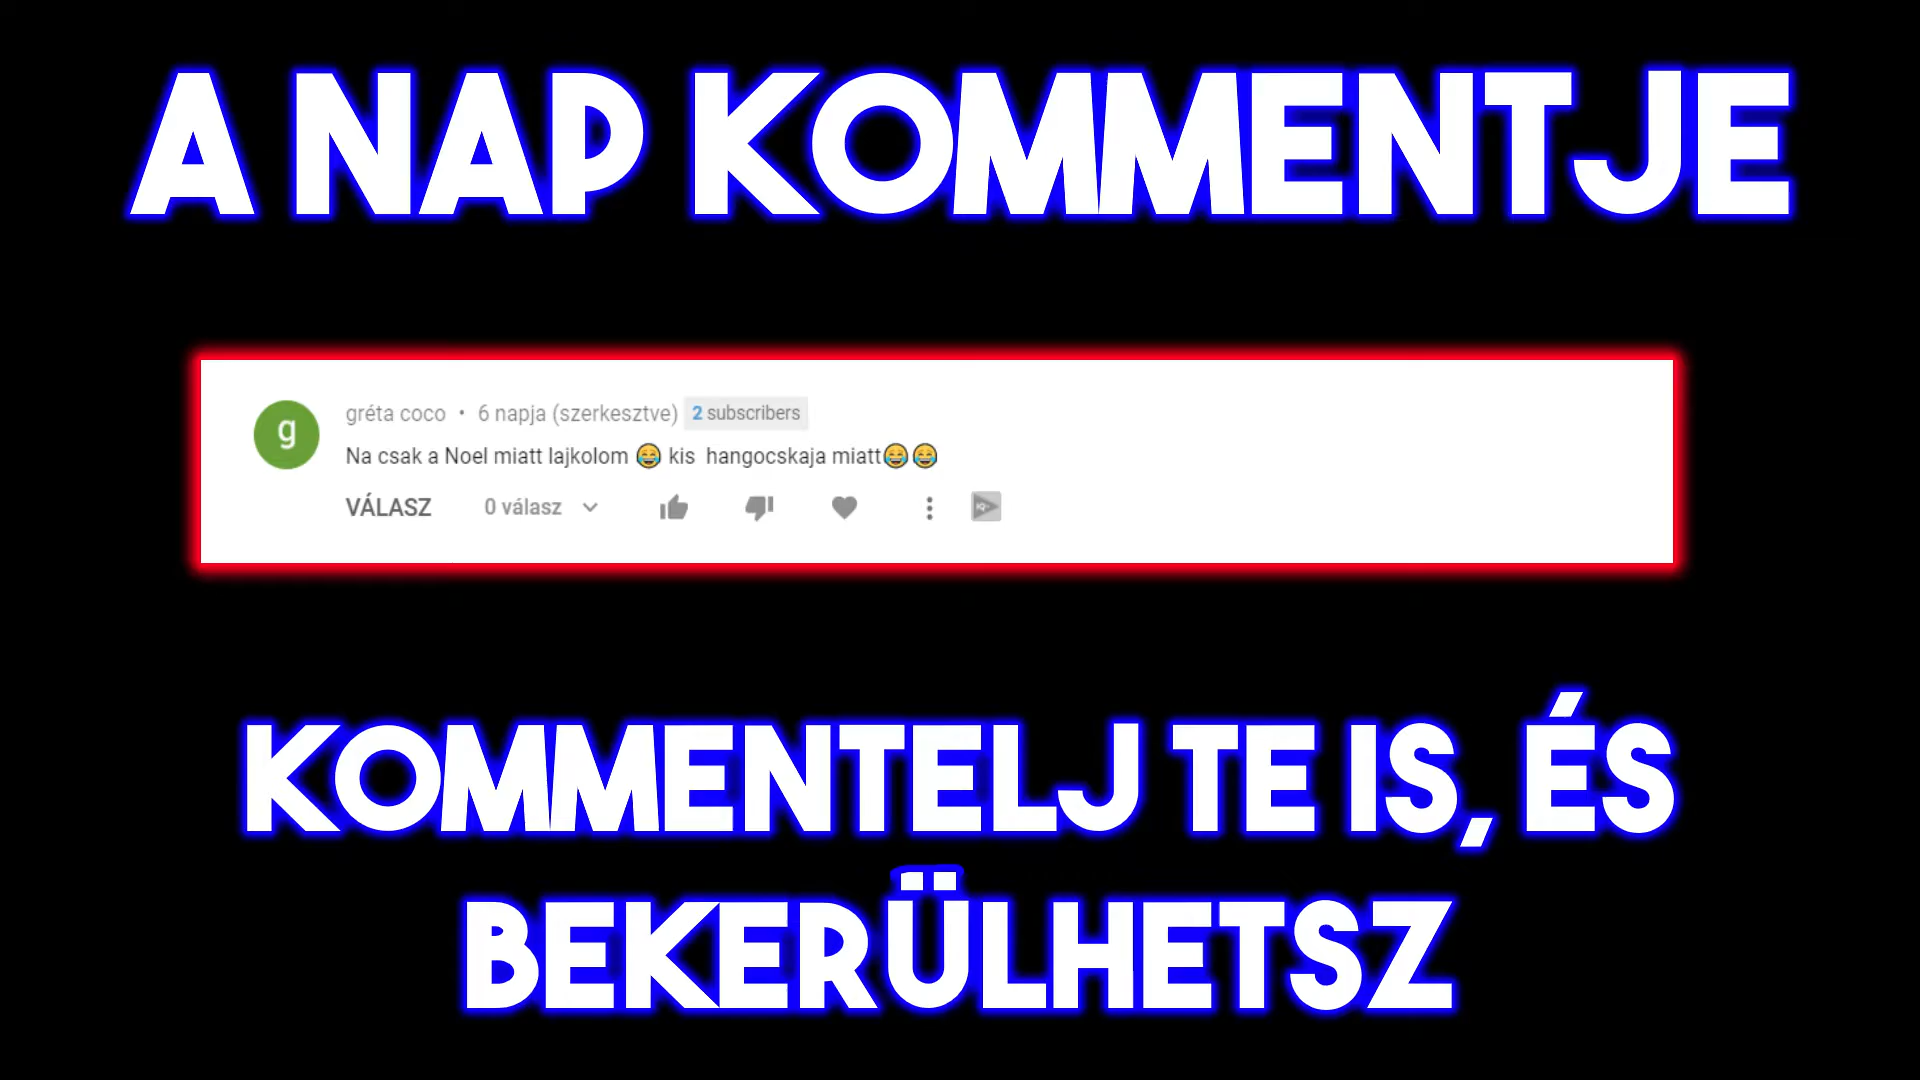 A NAP KOMMENTJE
g
gréta coco • 6 napja (szerkesztve) 2 subscribers
Na csak a Noel miatt lajkolom 😂 kis hangocskaja miatt😂😂
VÁLASZ 0 válasz
KOMMENTELJ TE IS, ÉS
BEKERÜLHETSZ